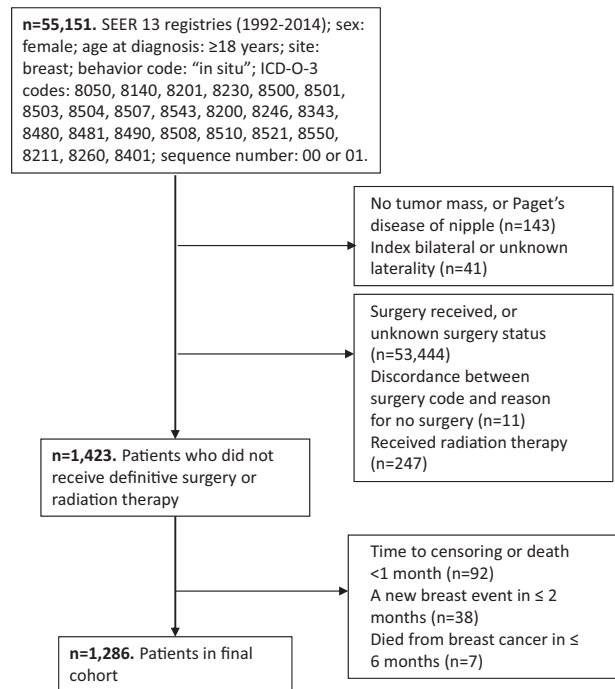 n=55,151. SEER 13 registries (1992-2014); sex:
female; age at diagnosis: ≥18 years; site:
breast; behavior code: “in situ”; ICD-O-3
codes: 8050, 8140, 8201, 8230, 8500, 8501,
8503, 8504, 8507, 8543, 8200, 8246, 8343,
8480, 8481, 8490, 8508, 8510, 8521, 8550,
8211, 8260, 8401; sequence number: 00 or 01.
No tumor mass, or Paget’s
disease of nipple (n=143)
Index bilateral or unknown
laterality (n=41)
Surgery received, or
unknown surgery status
(n=53,444)
Discordance between
surgery code and reason
for no surgery (n=11)
Received radiation therapy
(n=247)
n=1,423. Patients who did not
receive definitive surgery or
radiation therapy
Time to censoring or death
<1 month (n=92)
A new breast event in ≤ 2
months (n=38)
Died from breast cancer in ≤
6 months (n=7)
n=1,286. Patients in final
cohort